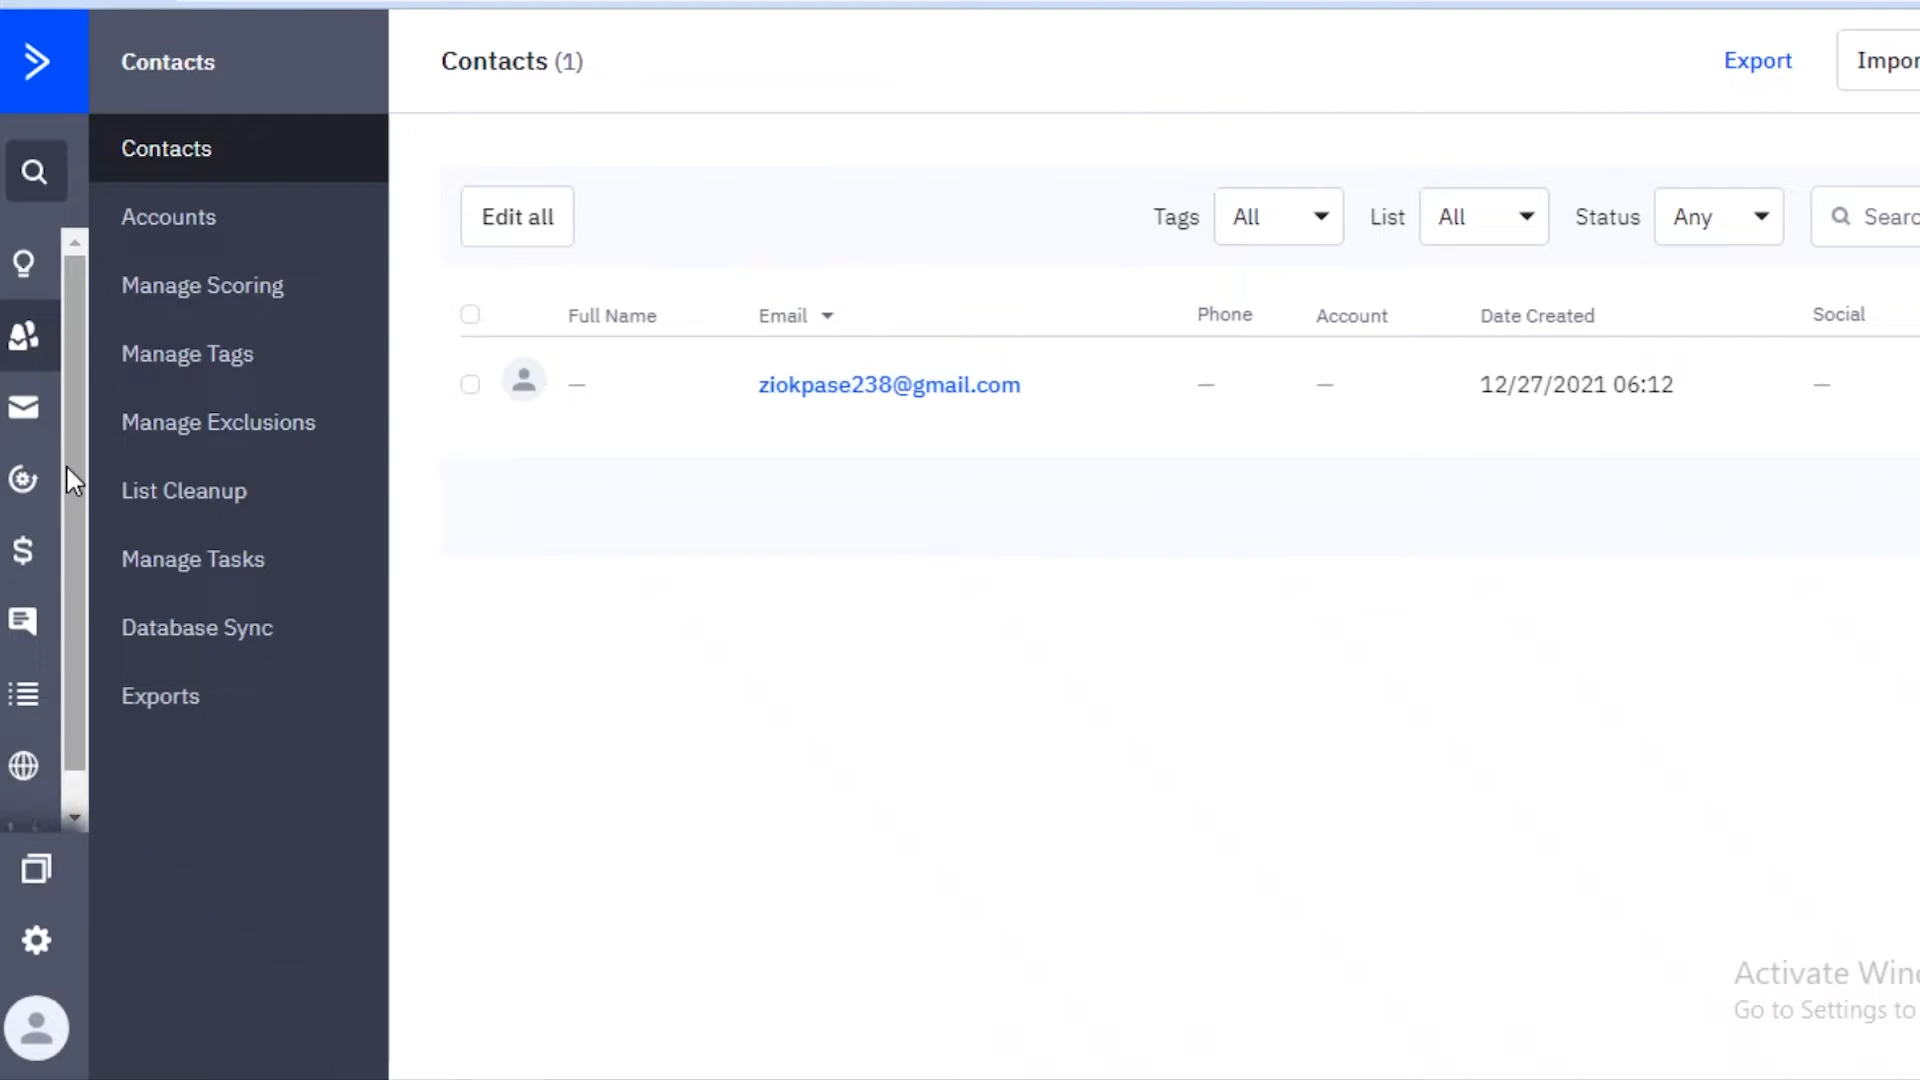 Contacts
Contacts
Accounts
Manage Scoring
Manage Tags
Manage Exclusions
List Cleanup
Manage Tasks
Database Sync
Exports
Contacts (1)
Export
Impor
Edit all
Tags All List All Status Any Searc
Full Name Email Phone Account Date Created Social
— ziokpase238@gmail.com — — 12/27/2021 06:12 —
Activate Win
Go to Settings to